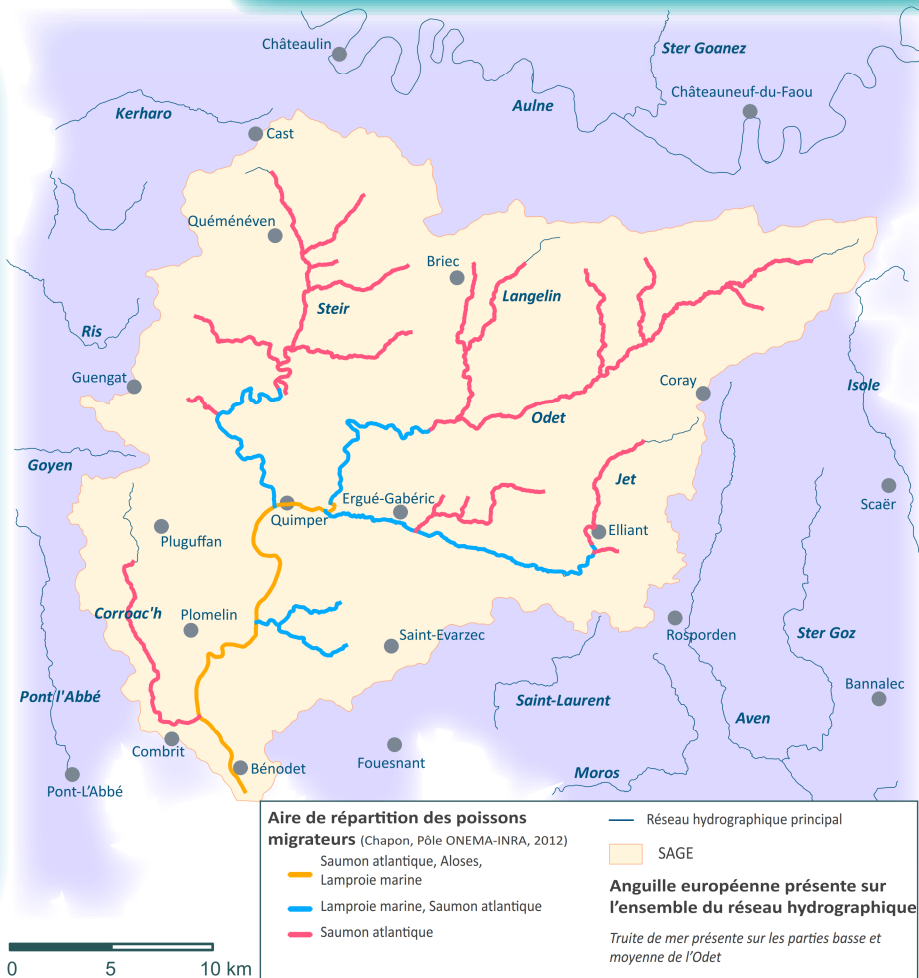 Châteaulin
Ster Goanez
Châteauneuf-du-Faou
Aulne
Kerharo
Cast
Quéménéven
Briec
Langelin
Steir
Ris
Guengat
Coray
Isole
Odet
Goyen
Jet
Ergué-Gabéric
Scaër
Quimper
Elliant
Pluguffan
Corroac'h
Plomelin
Saint-Evarzec
Rosporden
Ster Goz
Pont l'Abbé
Saint-Laurent
Bannalec
Aven
Combrit
Fouesnant
Bénodet
Moros
Pont-L'Abbé
Aire de répartition des poissons
migrateurs (Chapon, Pôle ONEMA-INRA, 2012)
Saumon atlantique, Aloses,
Lamproie marine
Lamproie marine, Saumon atlantique
Saumon atlantique
Réseau hydrographique principal
SAGE
Anguille européenne présente sur
l'ensemble du réseau hydrographique
Truite de mer présente sur les parties basse et
moyenne de l'Odet
0 5 10 km